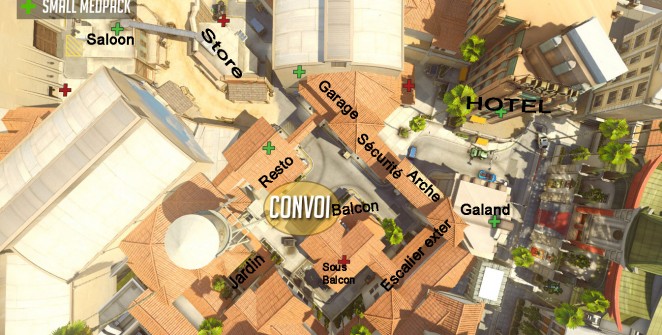 SMALL MEDPACK
Saloon
Store
Garage
HOTEL
Sécurité
Resto
Arche
CONVOI
Balcon
Galand
Escalier exter
Jardin
Sous
Balcon